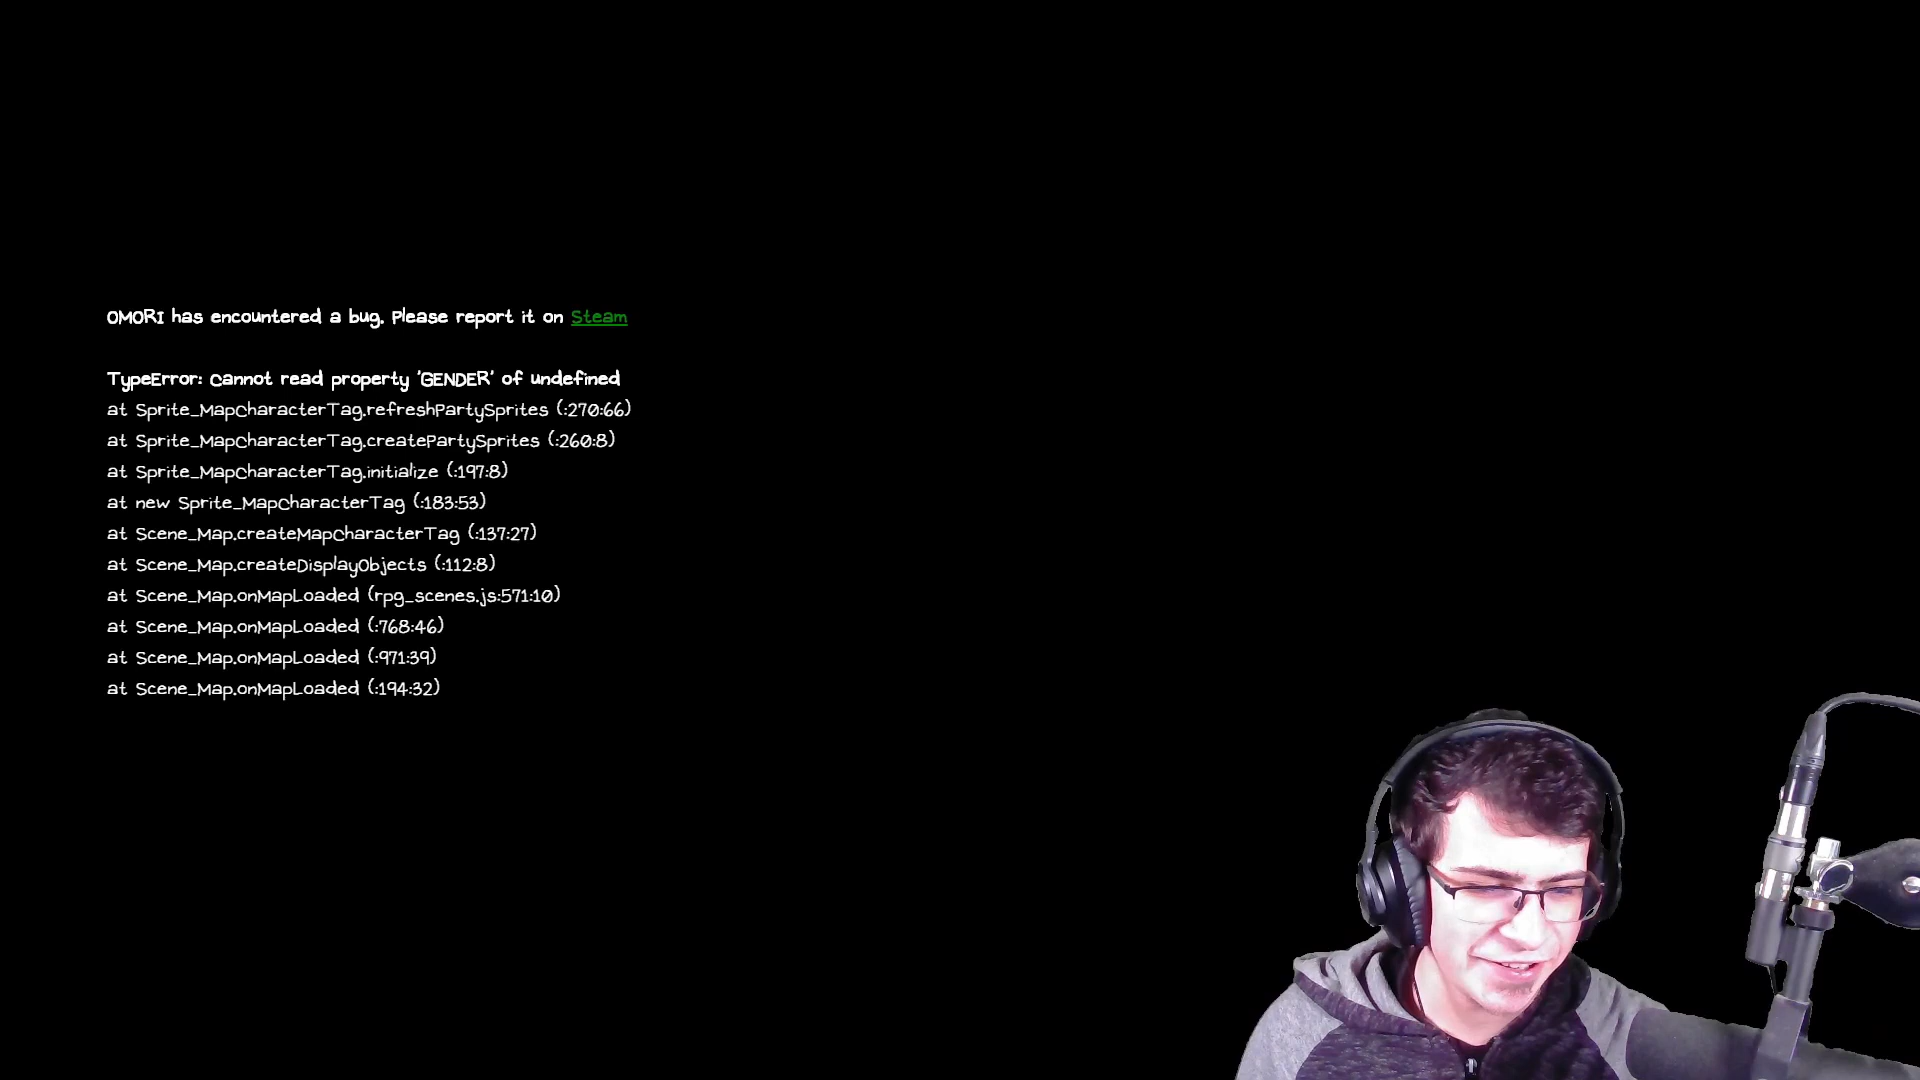 OMORI has encountered a bug. Please report it on Steam
TypeError: Cannot read property 'GENDER' of undefined
at Sprite_MapCharacterTag.refreshPartySprites (:270:66)
at Sprite_MapCharacterTag.createPartySprites (:260:8)
at Sprite_MapCharacterTag.initialize (:197:8)
at new Sprite_MapCharacterTag (:183:53)
at Scene_Map.createMapCharacterTag (:137:27)
at Scene_Map.createDisplayObjects (:112:8)
at Scene_Map.onMapLoaded (rpg_scenes.js:571:10)
at Scene_Map.onMapLoaded (:768:46)
at Scene_Map.onMapLoaded (:971:39)
at Scene_Map.onMapLoaded (:194:32)